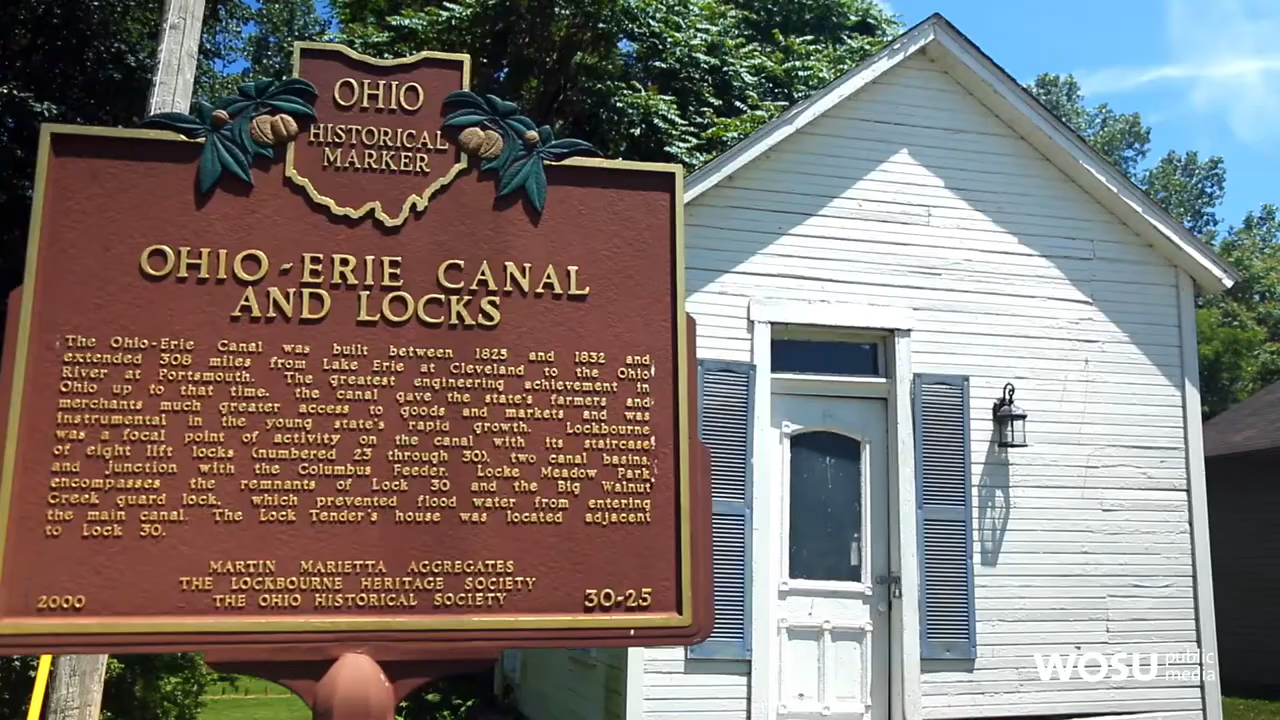 OHIO
HISTORICAL
MARKER
OHIO-ERIE CANAL
AND LOCKS
The Ohio-Erie Canal was built between 1825 and 1832 and
extended 308 miles from Lake Erie at Cleveland to the Ohio
River at Portsmouth. The greatest engineering achievement in
Ohio up to that time, the canal gave the state's farmers and
merchants much greater access to goods and markets and was
instrumental in the young state's rapid growth. Lockbourne
was a focal point of activity on the canal with its staircase
of eight lift locks (numbered 23 through 30), two canal basins,
and junction with the Columbus Feeder. Locke Meadow Park
encompasses the remnants of Lock 30 and the Big Walnut
Creek guard lock, which prevented flood water from entering
the main canal. The Lock Tender's house was located adjacent
to Lock 30.
MARTIN MARIETTA AGGREGATES
THE LOCKBOURNE HERITAGE SOCIETY
THE OHIO HISTORICAL SOCIETY
2000
30-25
WOSU public
media